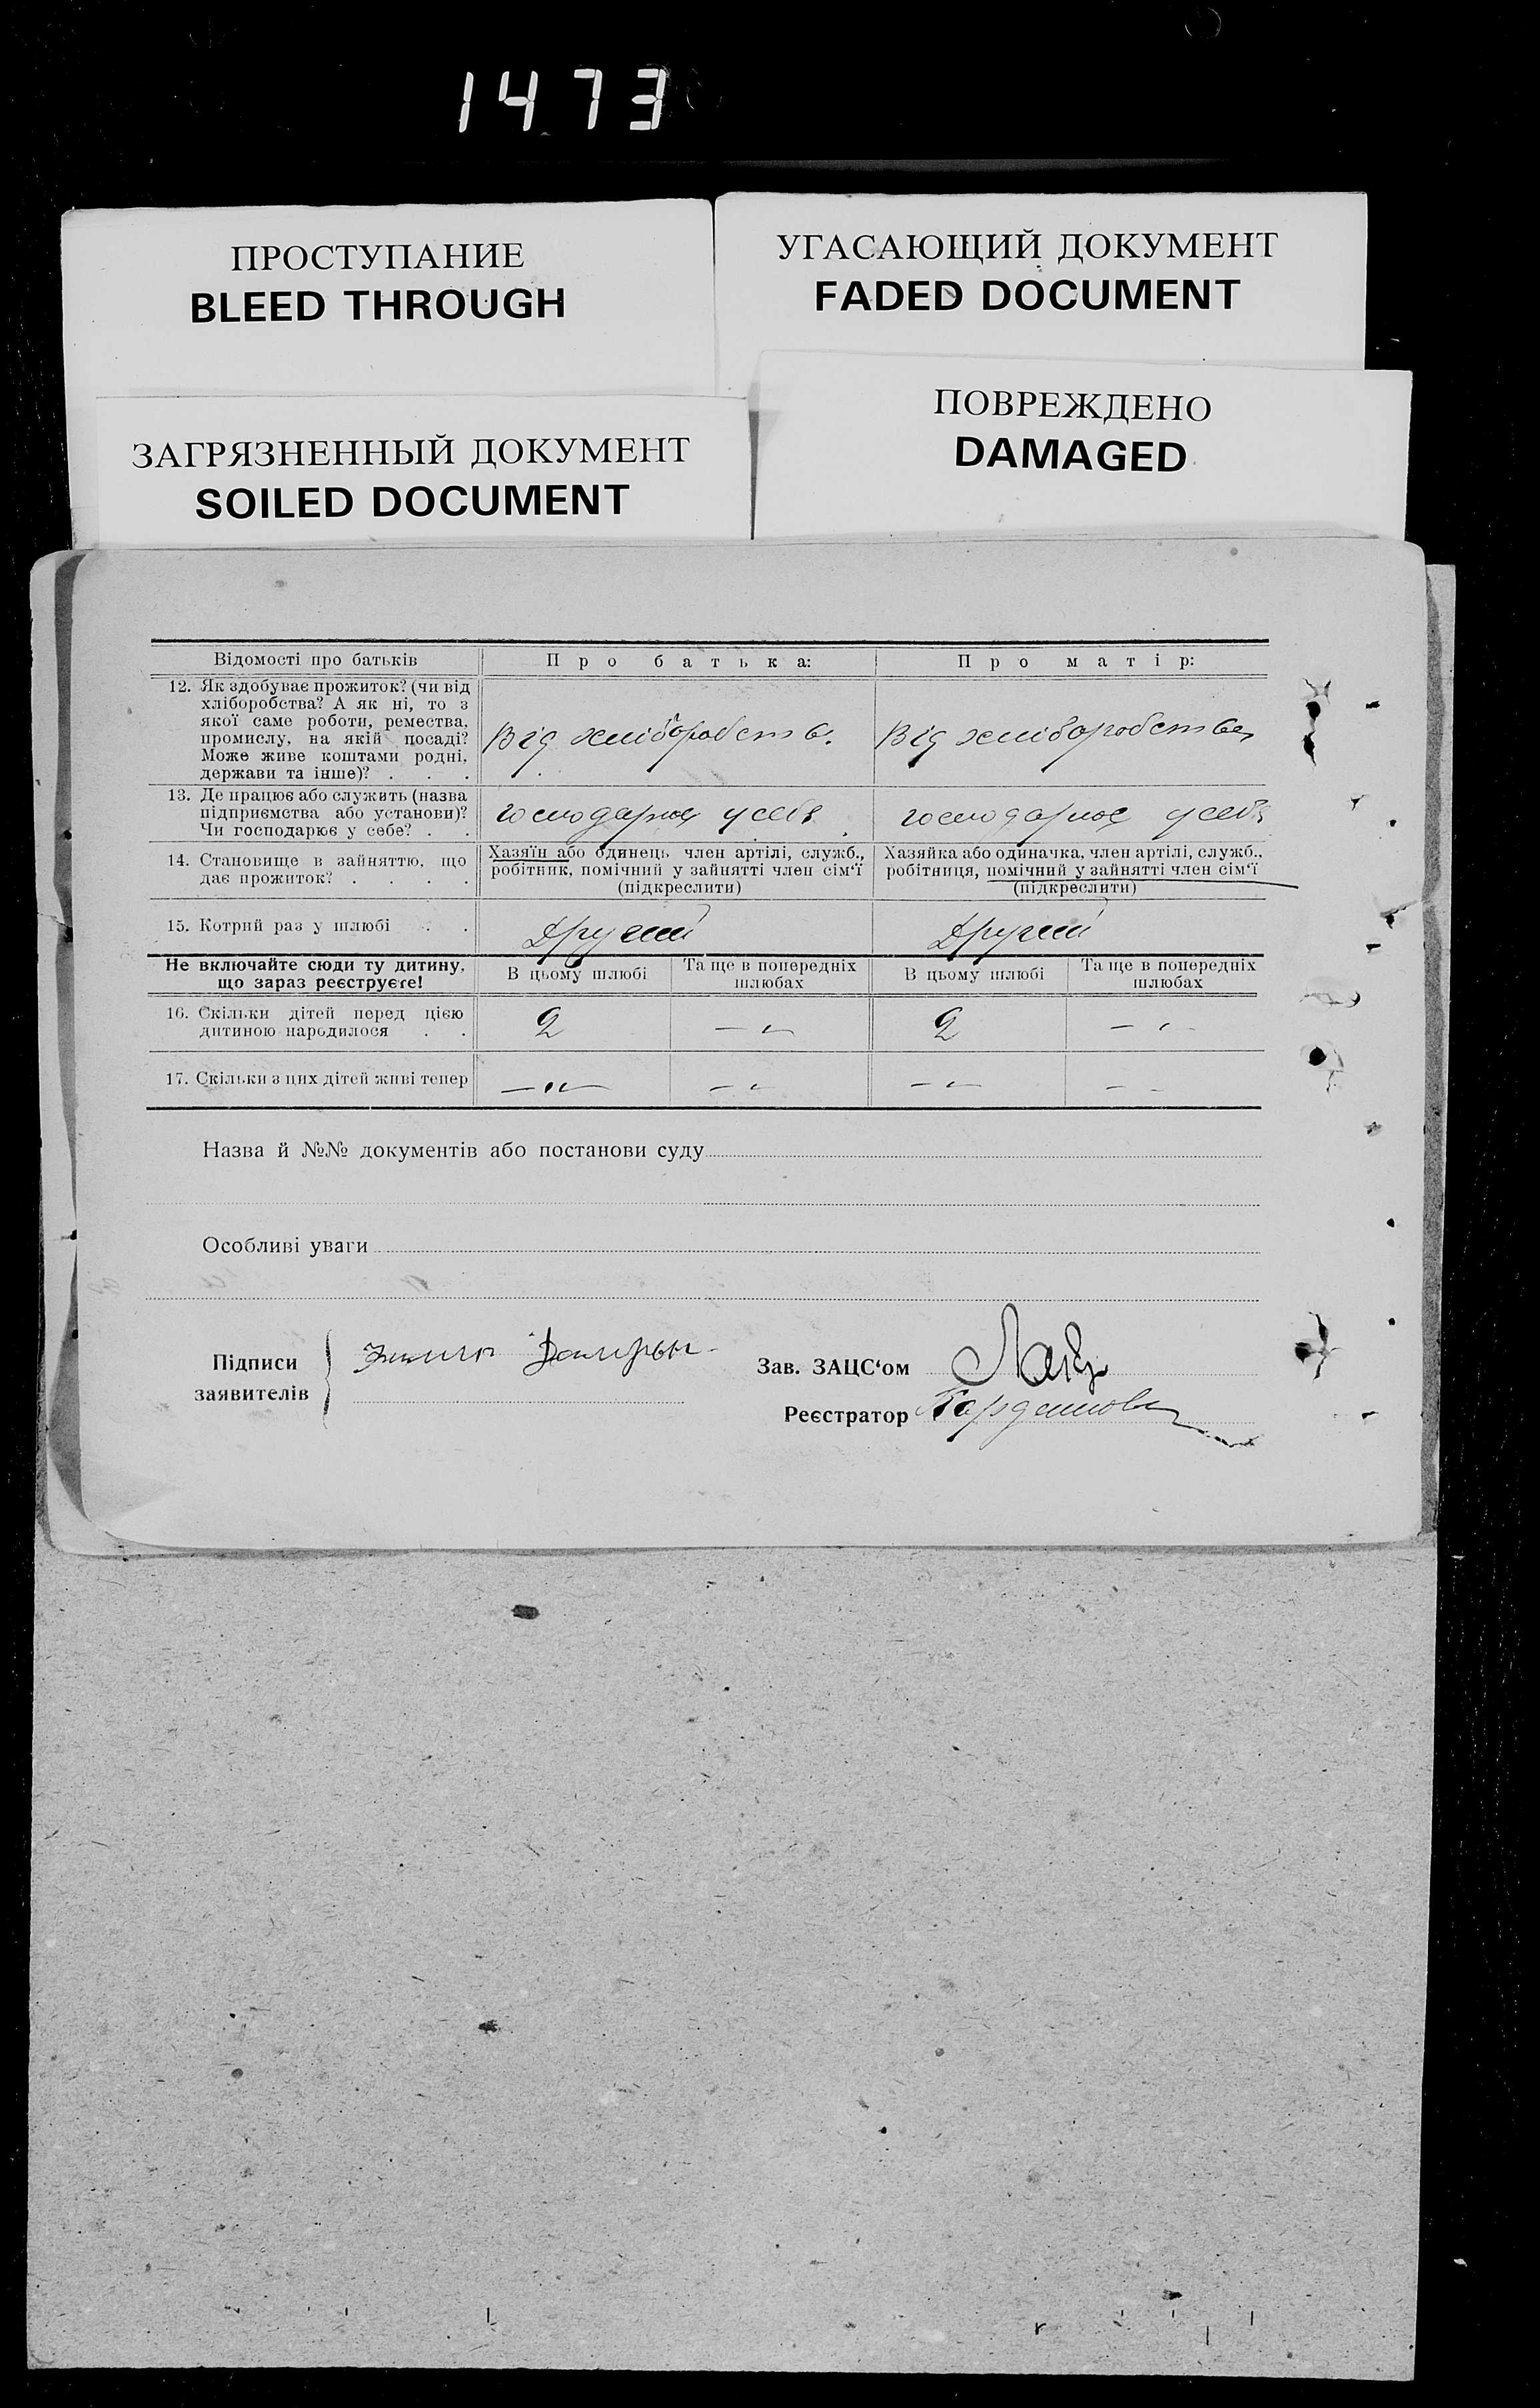 1473
ПРОСТУПАНИЕ
BLEED THROUGH
УГАСАЮЩИЙ ДОКУМЕНТ
FADED DOCUMENT
ЗАГРЯЗНЕННЫЙ ДОКУМЕНТ
SOILED DOCUMENT
ПОВРЕЖДЕНО
DAMAGED
Відомості про батьків
Про батька:
Про матір:
12. Як здобуває прожиток? (чи від
хліборобства? А як ні, то з
якої саме роботи, ремества,
промислу, на якій посаді?
Може живе коштами родні,
держави та інше)? . . .
Від хліборобств.
Від хліборобства
13. Де працює або служить (назва
підприємства або установи)?
Чи господарює у себе? . .
господарює у себе
господарює у себе
14. Становище в зайняттю, що
дає прожиток? . . . .
Хазяїн або одинець член артілі, служб.,
робітник, помічний у зайнятті член сім'ї
(підкреслити)
Хазяйка або одиначка, член артілі, служб.,
робітниця, помічний у зайнятті член сім'ї
(підкреслити)
15. Котрий раз у шлюбі . .
Другий
Другий
Не включайте сюди ту дитину,
що зараз реєструєте!
В цьому шлюбі
Та ще в попередніх
шлюбах
В цьому шлюбі
Та ще в попередніх
шлюбах
16. Скільки дітей перед цією
дитиною народилося . .
2
— „
2
— „ -
17. Скільки з цих дітей живі тепер
— „ —
— „
— „ —
— -
Назва й №№ документів або постанови суду
Особливі уваги
Підписи
заявителів
Зав. ЗАЦС'ом
Реєстратор